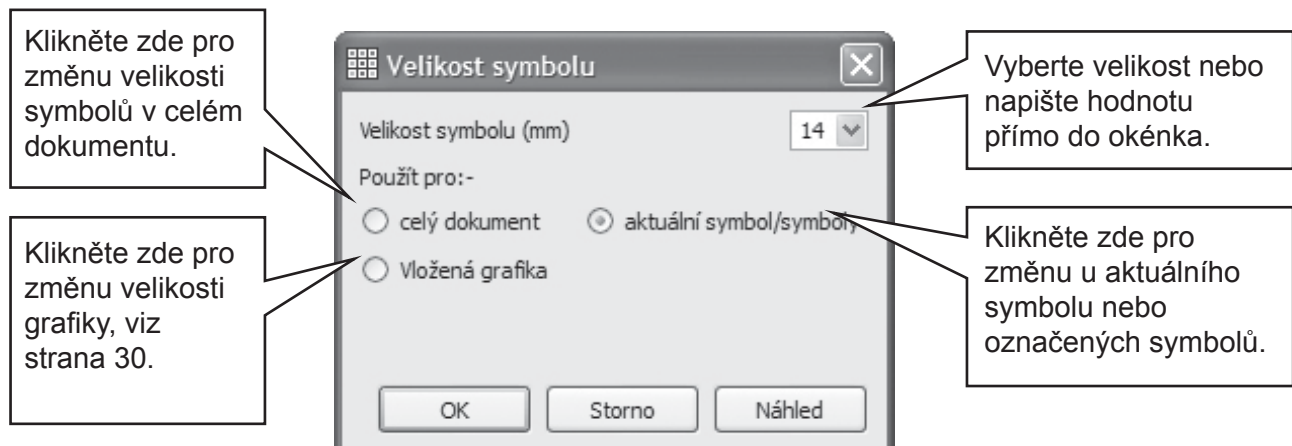 Klikněte zde pro
změnu velikosti
symbolů v celém
dokumentu.
Klikněte zde pro
změnu velikosti
grafiky, viz
strana 30.
Velikost symbolu
Velikost symbolu (mm)
14
Použít pro:-
celý dokument
aktuální symbol/symboly
Vložená grafika
OK
Storno
Náhled
Vyberte velikost nebo
napište hodnotu
přímo do okénka.
Klikněte zde pro
změnu u aktuálního
symbolu nebo
označených symbolů.